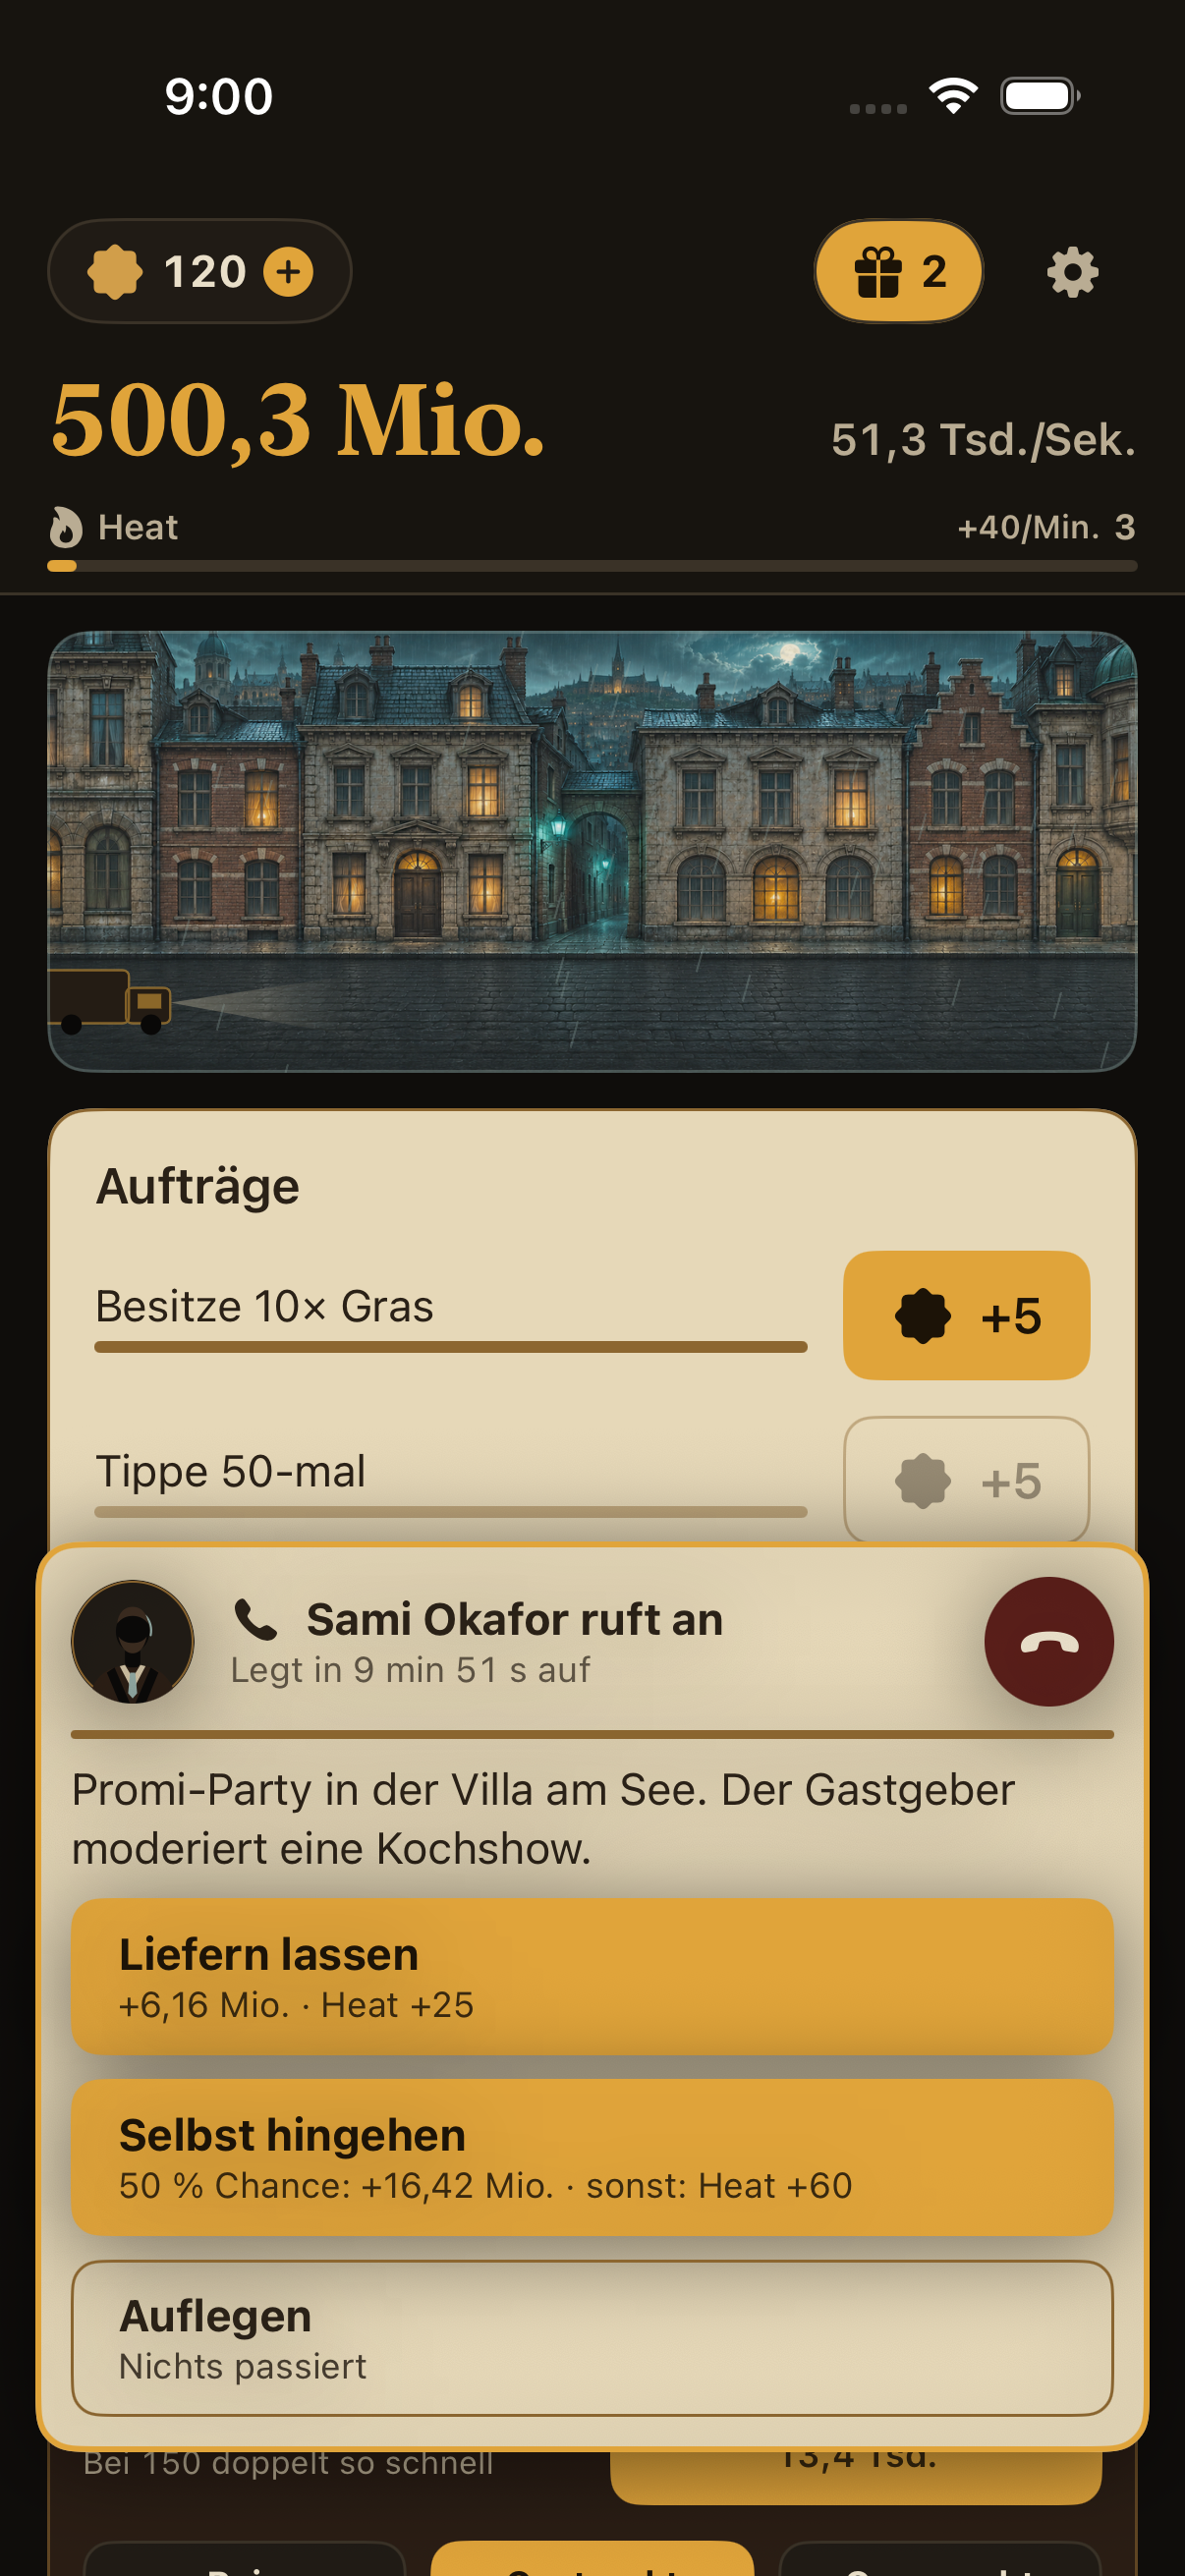 9:00
120
2
500,3 Mio.
51,3 Tsd./Sek.
Heat
+40/Min. 3
Aufträge
Besitze 10× Gras
+5
Tippe 50-mal
+5
Sami Okafor ruft an
Legt in 9 min 51 s auf
Promi-Party in der Villa am See. Der Gastgeber
moderiert eine Kochshow.
Liefern lassen
+6,16 Mio. · Heat +25
Selbst hingehen
50 % Chance: +16,42 Mio. · sonst: Heat +60
Auflegen
Nichts passiert
Bei 150 doppelt so schnell
13,4 Tsd.